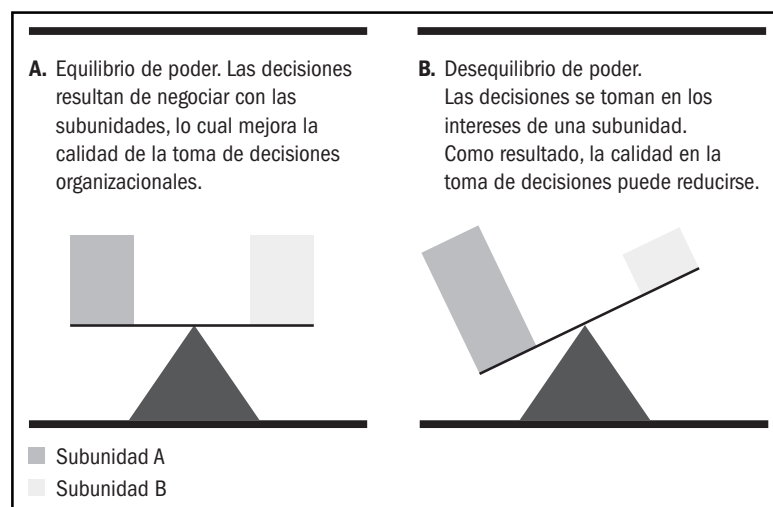 A. Equilibrio de poder. Las decisiones
resultan de negociar con las
subunidades, lo cual mejora la
calidad de la toma de decisiones
organizacionales.
B. Desequilibrio de poder.
Las decisiones se toman en los
intereses de una subunidad.
Como resultado, la calidad en la
toma de decisiones puede reducirse.
Subunidad A
Subunidad B